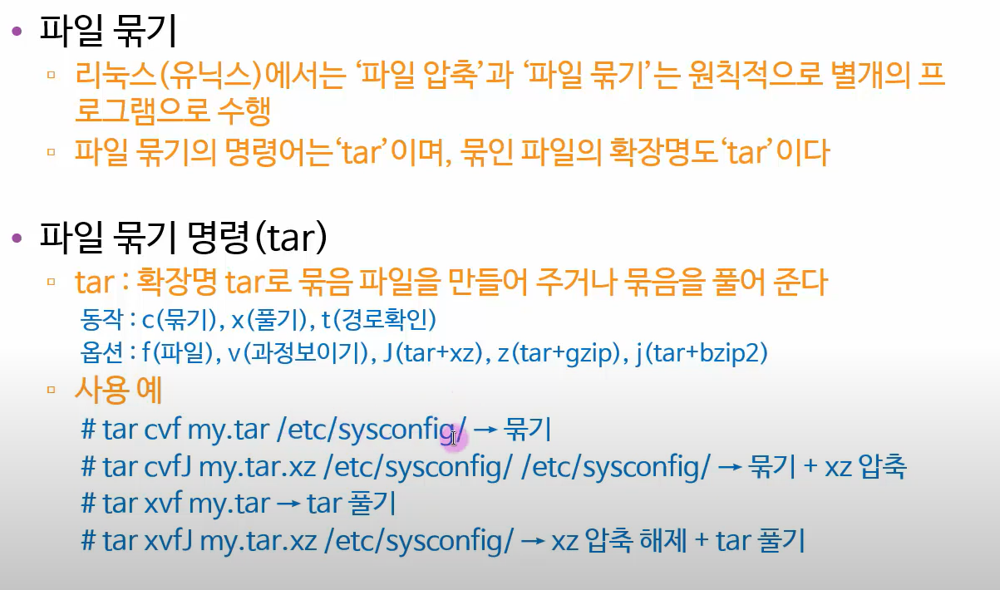 • 파일 묶기
▫ 리눅스(유닉스)에서는 ‘파일 압축’과 ‘파일 묶기’는 원칙적으로 별개의 프
로그램으로 수행
▫ 파일 묶기의 명령어는‘tar’이며, 묶인 파일의 확장명도‘tar’이다
• 파일 묶기 명령(tar)
▫ tar : 확장명 tar로 묶음 파일을 만들어 주거나 묶음을 풀어 준다
동작 : c(묶기), x(풀기), t(경로확인)
옵션 : f(파일), v(과정보이기), J(tar+xz), z(tar+gzip), j(tar+bzip2)
▫ 사용 예
# tar cvf my.tar /etc/sysconfig/ → 묶기
# tar cvfJ my.tar.xz /etc/sysconfig/ /etc/sysconfig/ → 묶기 + xz 압축
# tar xvf my.tar → tar 풀기
# tar xvfJ my.tar.xz /etc/sysconfig/ → xz 압축 해제 + tar 풀기